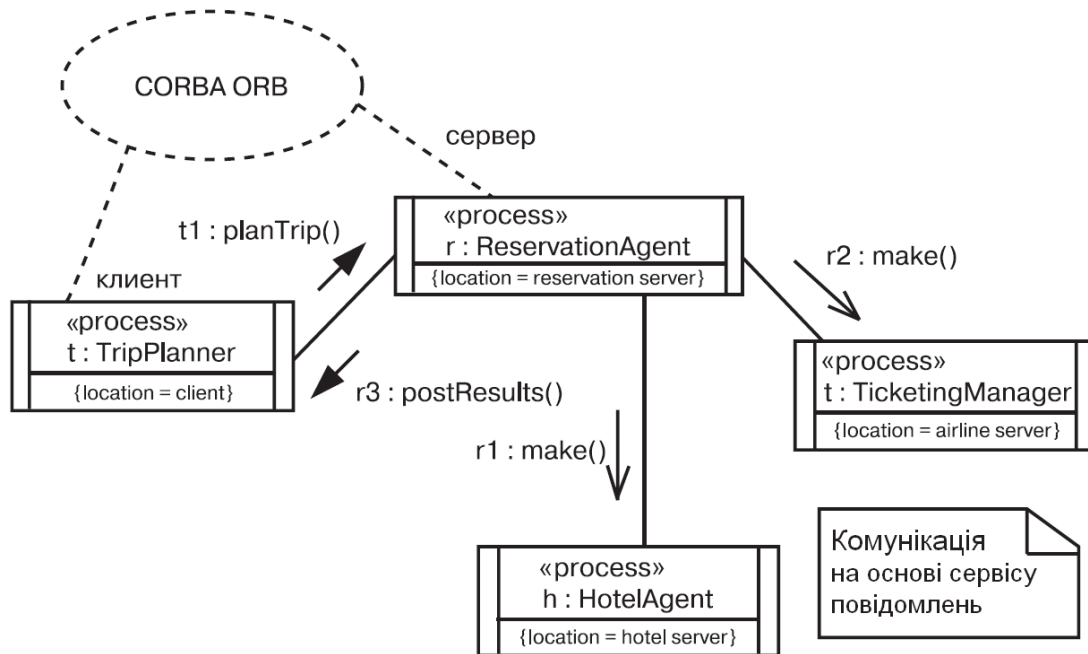 CORBA ORB
сервер
«process»
r : ReservationAgent
{location = reservation server}
t1 : planTrip()
r2 : make()
клиент
«process»
t : TripPlanner
{location = client}
r3 : postResults()
«process»
t : TicketingManager
{location = airline server}
r1 : make()
«process»
h : HotelAgent
{location = hotel server}
Комунікація
на основі сервісу
повідомлень